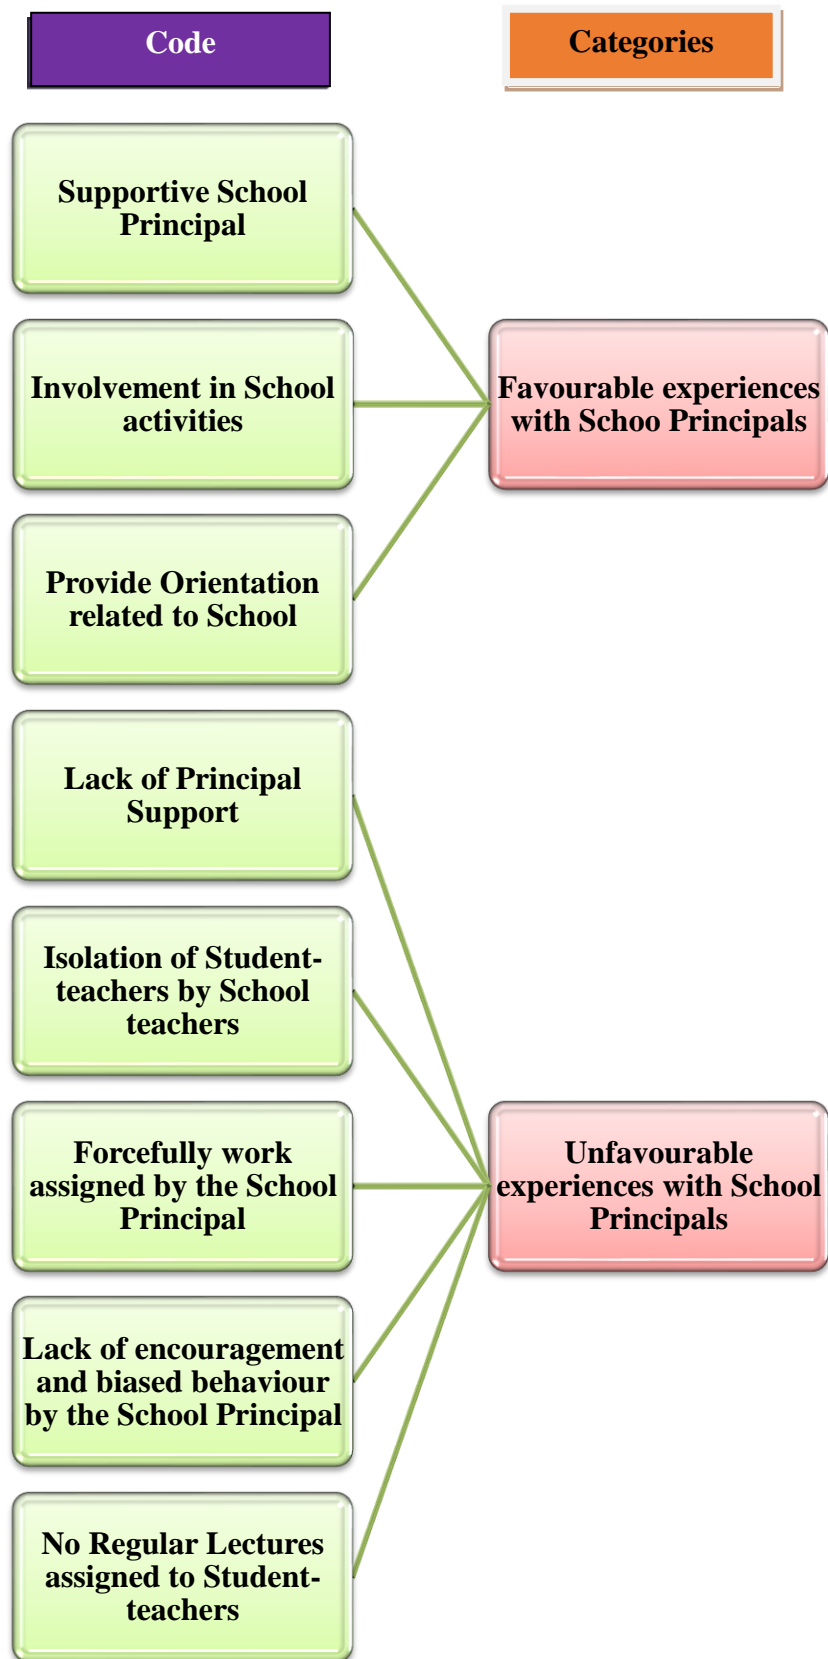 Code
Categories
Supportive School
Principal
Involvement in School
activities
Favourable experiences
with Schoo Principals
Provide Orientation
related to School
Lack of Principal
Support
Isolation of Student-
teachers by School
teachers
Forcefully work
assigned by the School
Principal
Unfavourable
experiences with School
Principals
Lack of encouragement
and biased behaviour
by the School Principal
No Regular Lectures
assigned to Student-
teachers